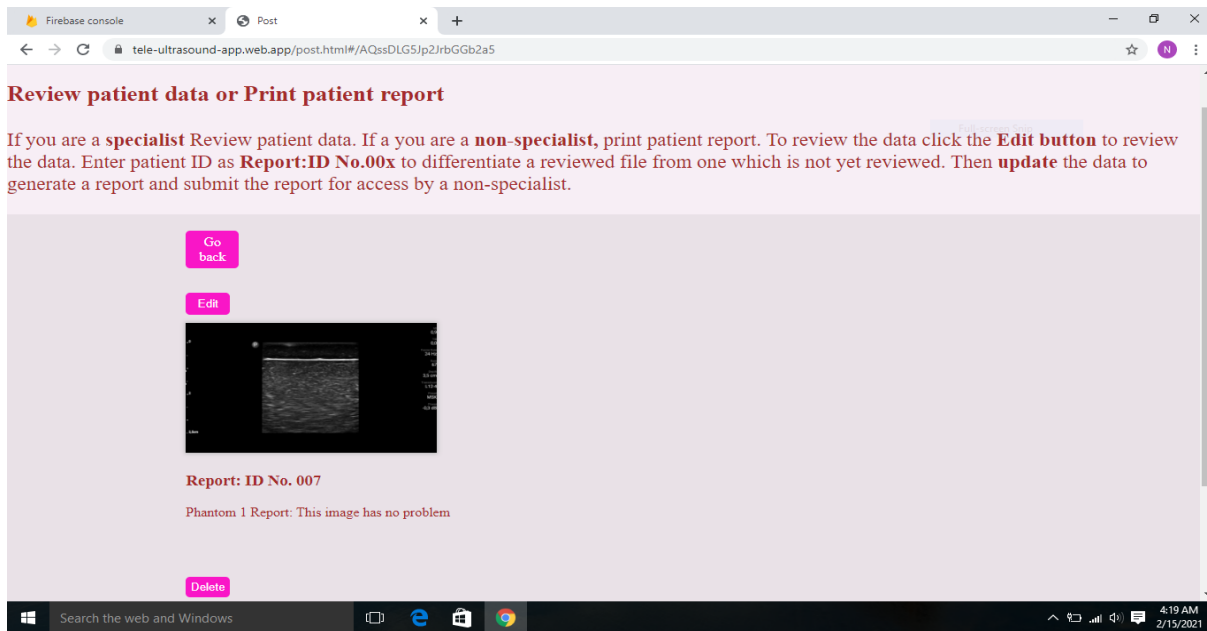 Firebase console
Post
tele-ultrasound-app.web.app/post.html#/AQssDLG5Jp2JrbGGb2a5
N
Review patient data or Print patient report
If you are a specialist Review patient data. If a you are a non-specialist, print patient report. To review the data click the Edit button to review
the data. Enter patient ID as Report:ID No.00x to differentiate a reviewed file from one which is not yet reviewed. Then update the data to
generate a report and submit the report for access by a non-specialist.
Go
back
Edit
Report: ID No. 007
Phantom 1 Report: This image has no problem
Delete
Search the web and Windows
4:19 AM
2/15/2021